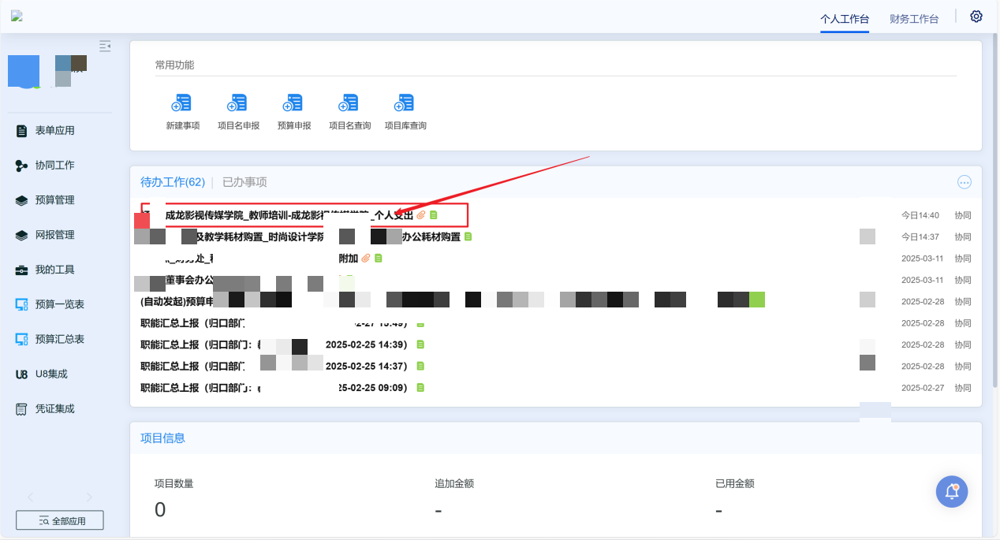 个人工作台 财务工作台
常用功能
新建事项 项目名申报 预算申报 项目名查询 项目库查询
表单应用
协同工作
预算管理
网报管理
我的工具
预算一览表
预算汇总表
U8集成
凭证集成
全部应用
待办工作(62) | 已办事项
成龙影视传媒学院_教师培训-成龙影 _个人支出 今日14:40 协同
及教学耗材购置_时尚设计学院 办公耗材购置 今日14:37 协同
附加 2025-03-11 协同
董事会办公 2025-03-11 协同
(自动发起)预算申 2025-02-28 协同
职能汇总上报（归口部门 2025-02-28 协同
职能汇总上报（归口部门： 2025-02-25 14:39） 2025-02-28 协同
职能汇总上报（归口部门 2025-02-25 14:37） 2025-02-28 协同
职能汇总上报（归口部门： 25-02-25 09:09） 2025-02-27 协同
项目信息
项目数量 追加金额 已用金额
0 - -